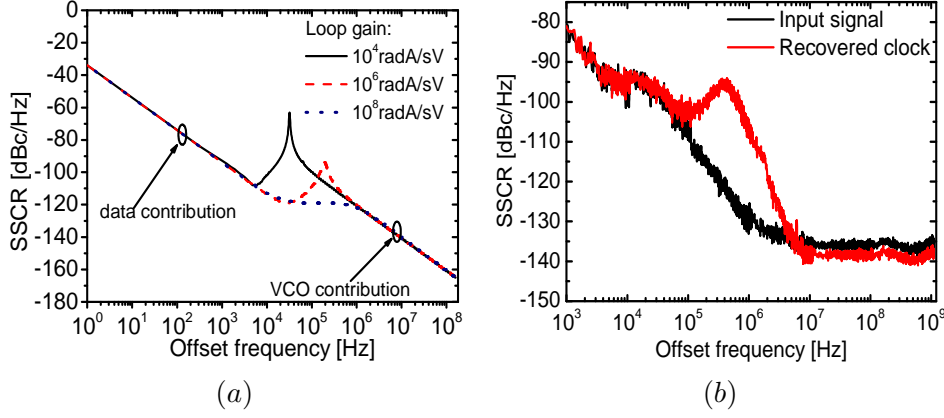 0
-20
-40
-60
-80
-100
-120
-140
-160
-180
SSCR [dBc/Hz]
Loop gain:
10⁴radA/sV
10⁶radA/sV
10⁸radA/sV
data contribution
VCO contribution
10⁰ 10¹ 10² 10³ 10⁴ 10⁵ 10⁶ 10⁷ 10⁸
Offset frequency [Hz]
(a)
-80
-90
-100
-110
-120
-130
-140
-150
SSCR [dBc/Hz]
Input signal
Recovered clock
10³ 10⁴ 10⁵ 10⁶ 10⁷ 10⁸ 10⁹
Offset frequency [Hz]
(b)